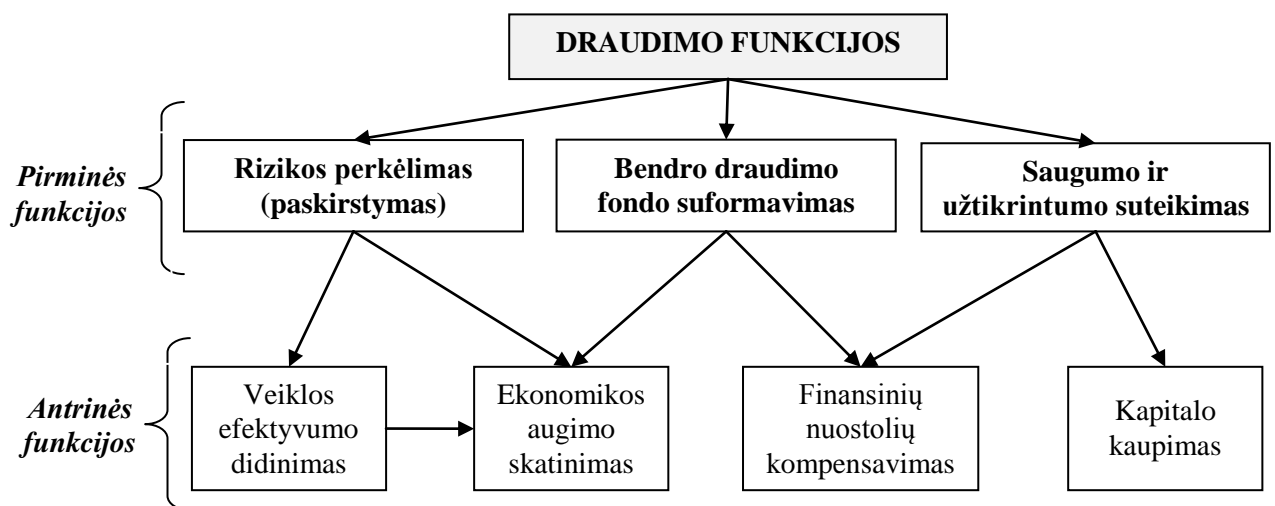 DRAUDIMO FUNKCIJOS
Pirminės
funkcijos
Rizikos perkėlimas
(paskirstymas)
Bendro draudimo
fondo suformavimas
Saugumo ir
užtikrintumo suteikimas
Antrinės
funkcijos
Veiklos
efektyvumo
didinimas
Ekonomikos
augimo
skatinimas
Finansinių
nuostolių
kompensavimas
Kapitalo
kaupimas